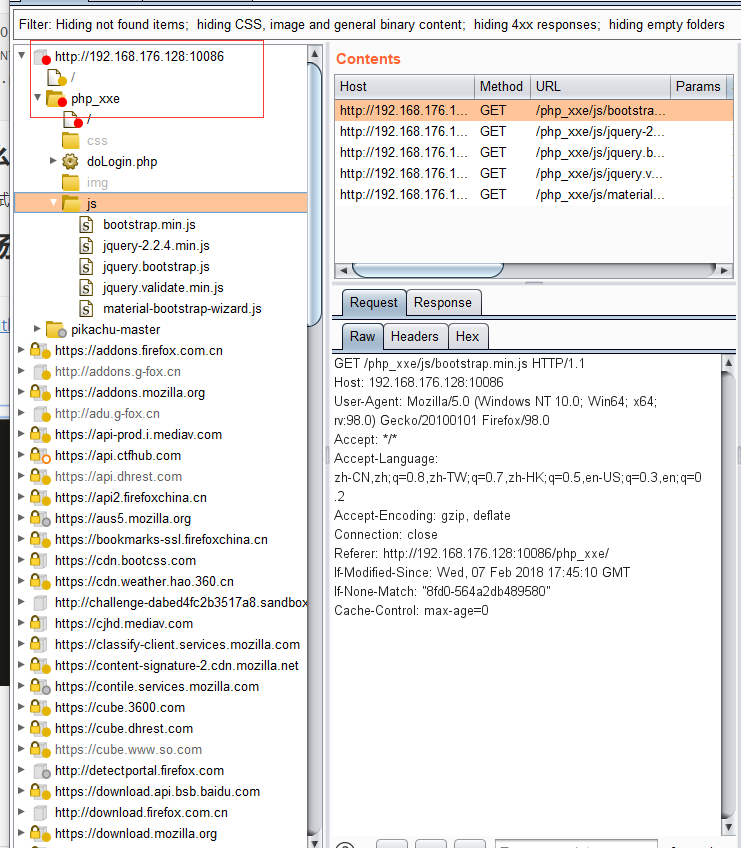 Filter: Hiding not found items;  hiding CSS, image and general binary content;  hiding 4xx responses;  hiding empty folders
http://192.168.176.128:10086
/
php_xxe
/
css
doLogin.php
img
js
bootstrap.min.js
jquery-2.2.4.min.js
jquery.bootstrap.js
jquery.validate.min.js
material-bootstrap-wizard.js
pikachu-master
https://addons.firefox.com.cn
http://addons.g-fox.cn
https://addons.mozilla.org
http://adu.g-fox.cn
https://api-prod.i.mediav.com
https://api.ctfhub.com
https://api.dhrest.com
https://api2.firefoxchina.cn
https://aus5.mozilla.org
https://bookmarks-ssl.firefoxchina.cn
https://cdn.bootcss.com
https://cdn.weather.hao.360.cn
http://challenge-dabed4fc2b3517a8.sandbox
https://cjhd.mediav.com
https://classify-client.services.mozilla.com
https://content-signature-2.cdn.mozilla.net
https://contile.services.mozilla.com
https://cube.3600.com
https://cube.dhrest.com
https://cube.www.so.com
http://detectportal.firefox.com
https://download.api.bsb.baidu.com
http://download.firefox.com.cn
https://download.mozilla.org
Contents
Host Method URL Params
http://192.168.176.1... GET /php_xxe/js/bootstra...
http://192.168.176.1... GET /php_xxe/js/jquery-2...
http://192.168.176.1... GET /php_xxe/js/jquery.b...
http://192.168.176.1... GET /php_xxe/js/jquery.v...
http://192.168.176.1... GET /php_xxe/js/material...
Request Response
Raw Headers Hex
GET /php_xxe/js/bootstrap.min.js HTTP/1.1
Host: 192.168.176.128:10086
User-Agent: Mozilla/5.0 (Windows NT 10.0; Win64; x64;
rv:98.0) Gecko/20100101 Firefox/98.0
Accept: */*
Accept-Language:
zh-CN,zh;q=0.8,zh-TW;q=0.7,zh-HK;q=0.5,en-US;q=0.3,en;q=0
.2
Accept-Encoding: gzip, deflate
Connection: close
Referer: http://192.168.176.128:10086/php_xxe/
If-Modified-Since: Wed, 07 Feb 2018 17:45:10 GMT
If-None-Match: "8fd0-564a2db489580"
Cache-Control: max-age=0